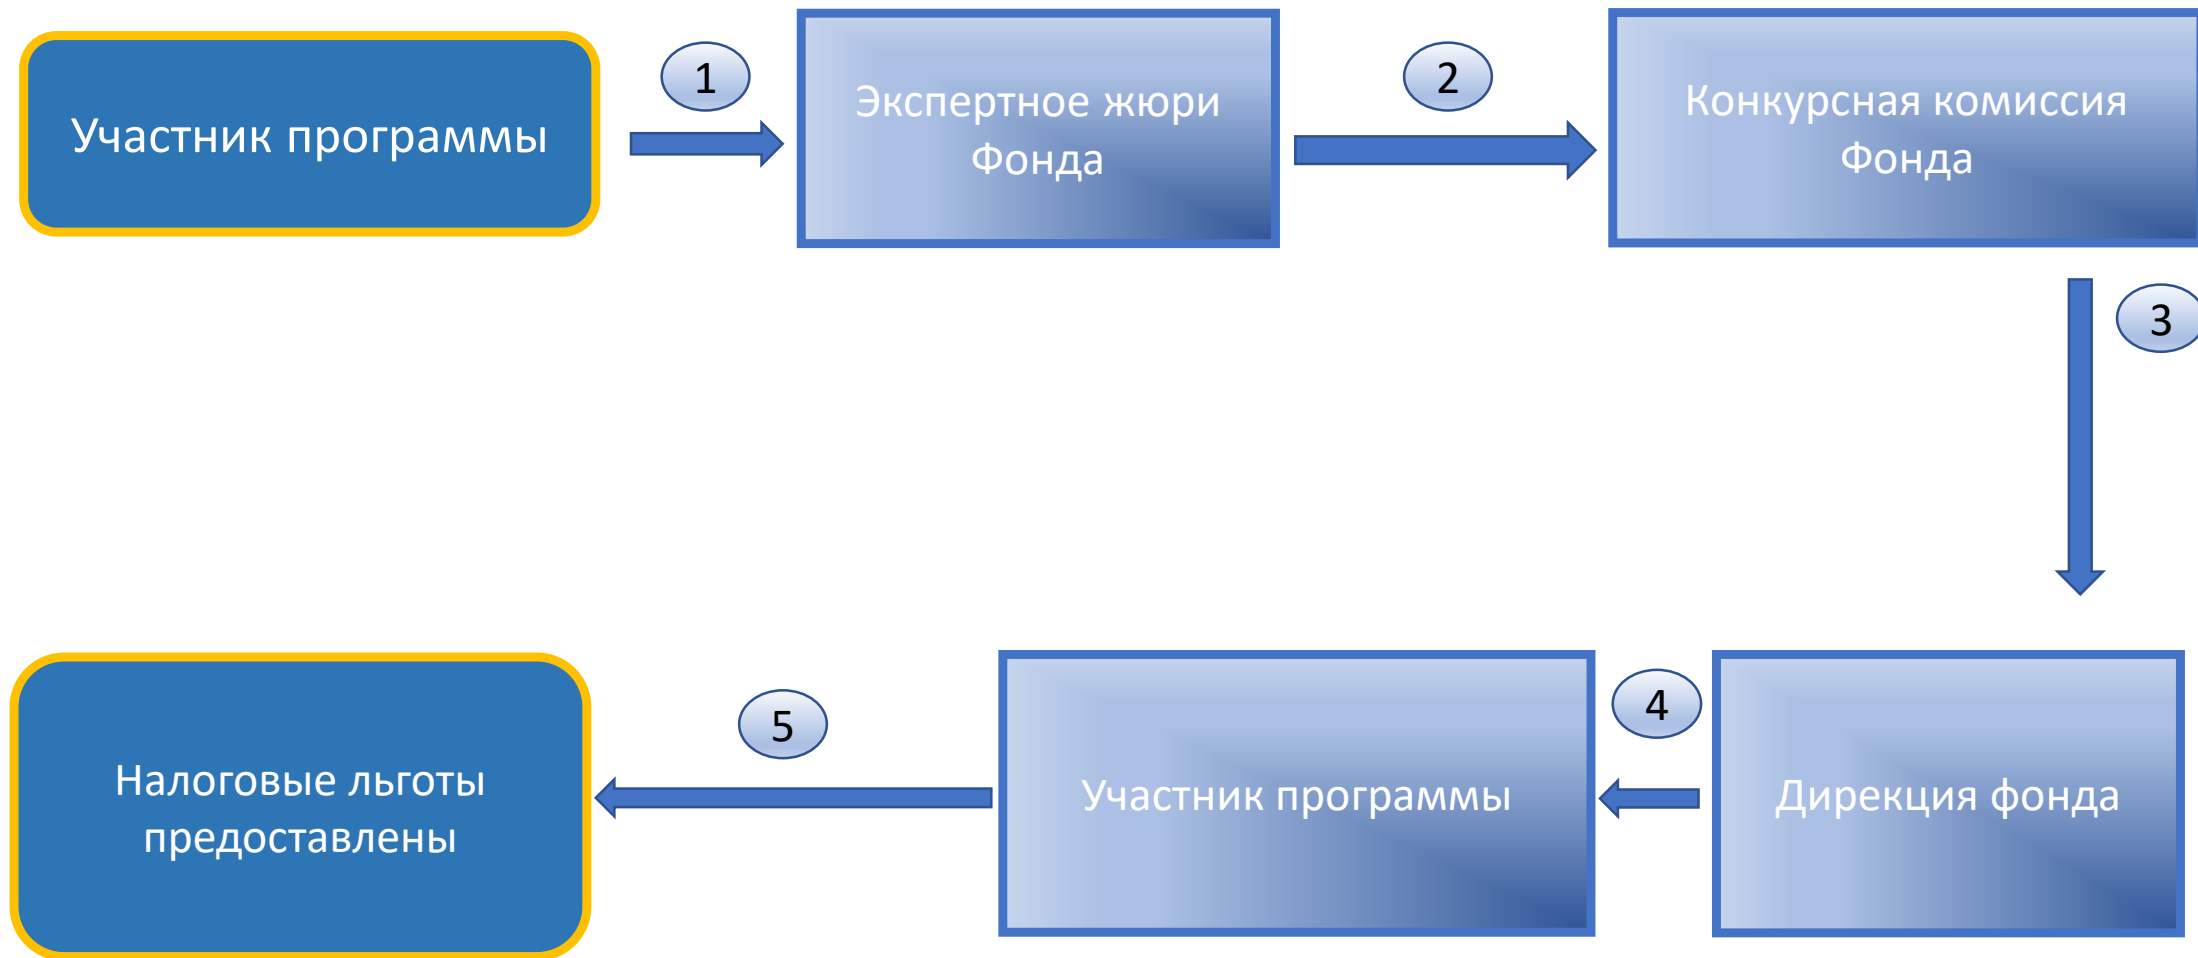 Участник программы
1
Экспертное жюри
Фонда
2
Конкурсная комиссия
Фонда
3
Дирекция фонда
4
Участник программы
5
Налоговые льготы
предоставлены